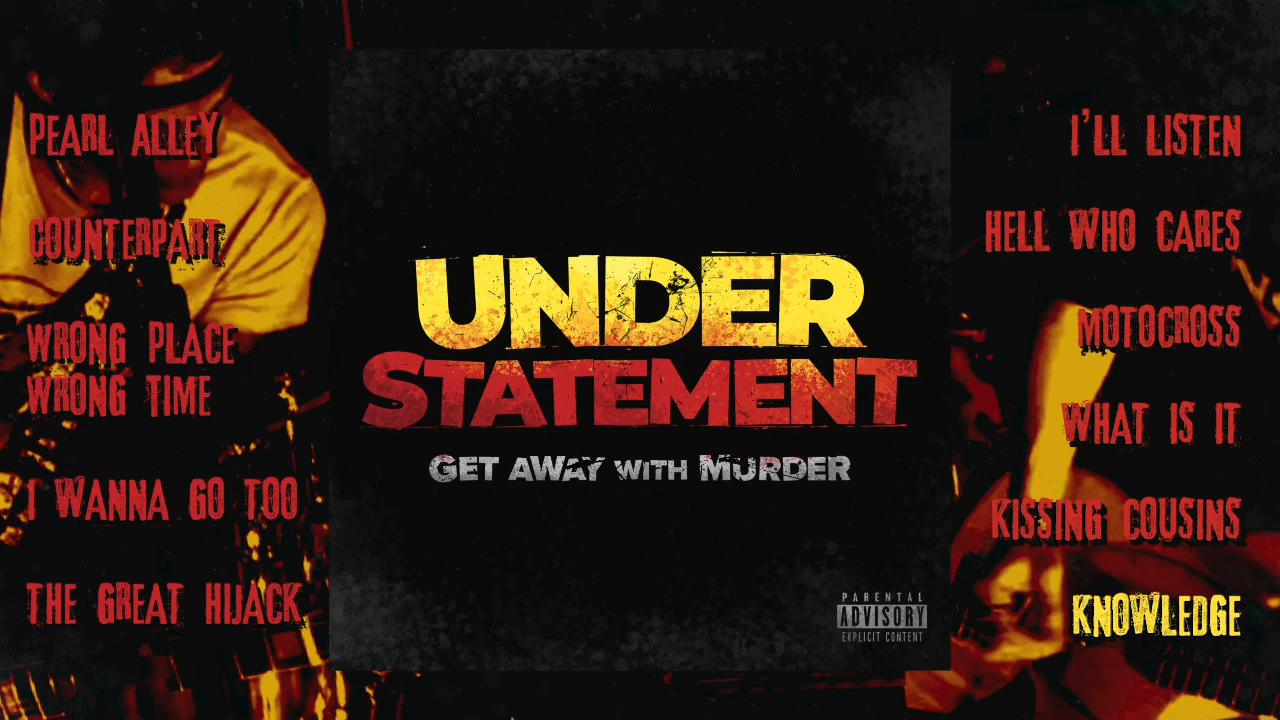 PEARL ALLEY
COUNTERPART
WRONG PLACE
WRONG TIME
I WANNA GO TOO
THE GREAT HIJACK
UNDER
STATEMENT
GET AWAY WITH MURDER
PARENTAL
ADVISORY
EXPLICIT CONTENT
I'LL LISTEN
HELL WHO CARES
MOTOCROSS
WHAT IS IT
KISSING COUSINS
KNOWLEDGE